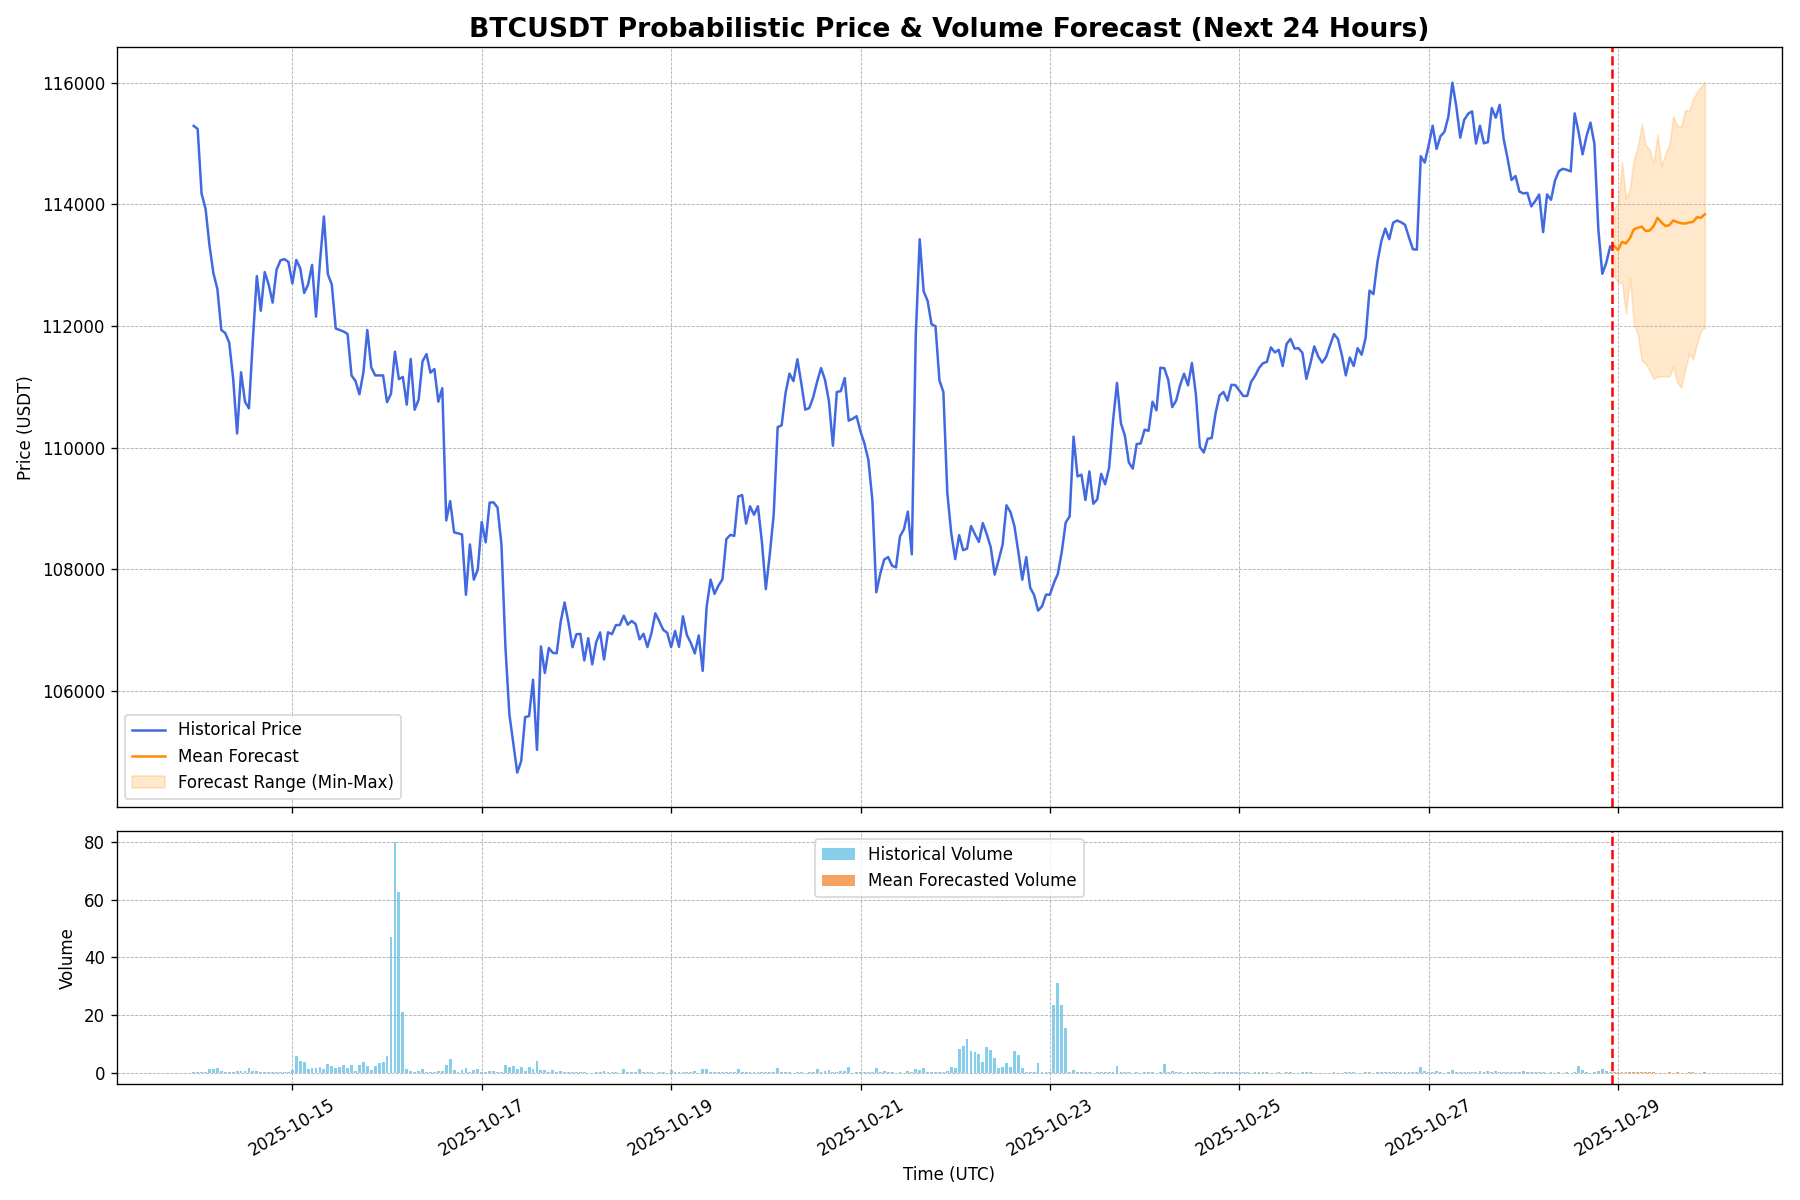 BTCUSDT Probabilistic Price & Volume Forecast (Next 24 Hours)
116000
114000
112000
110000
108000
106000
Price (USDT)
Historical Price
Mean Forecast
Forecast Range (Min-Max)
80
60
40
20
0
Volume
Historical Volume
Mean Forecasted Volume
2025-10-15
2025-10-17
2025-10-19
2025-10-21
2025-10-23
2025-10-25
2025-10-27
2025-10-29
Time (UTC)